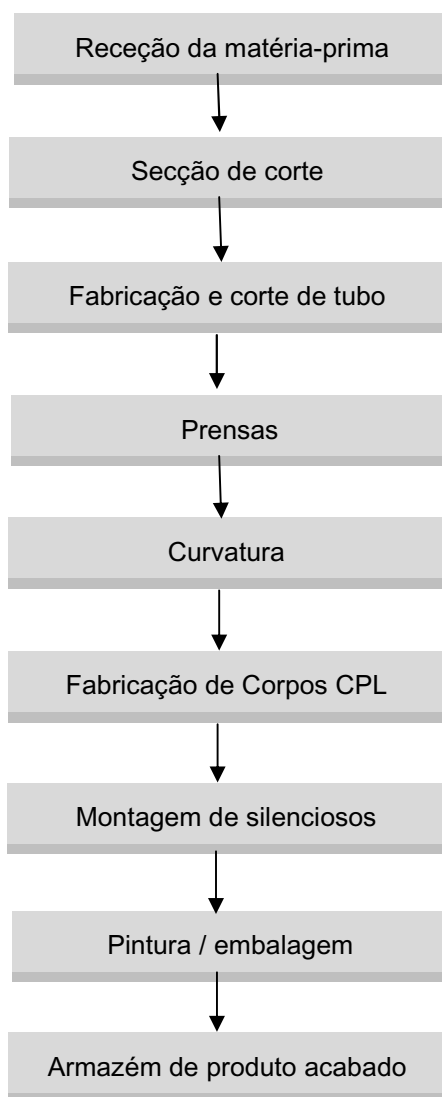 Receção da matéria-prima
Secção de corte
Fabricação e corte de tubo
Prensas
Curvatura
Fabricação de Corpos CPL
Montagem de silenciosos
Pintura / embalagem
Armazém de produto acabado